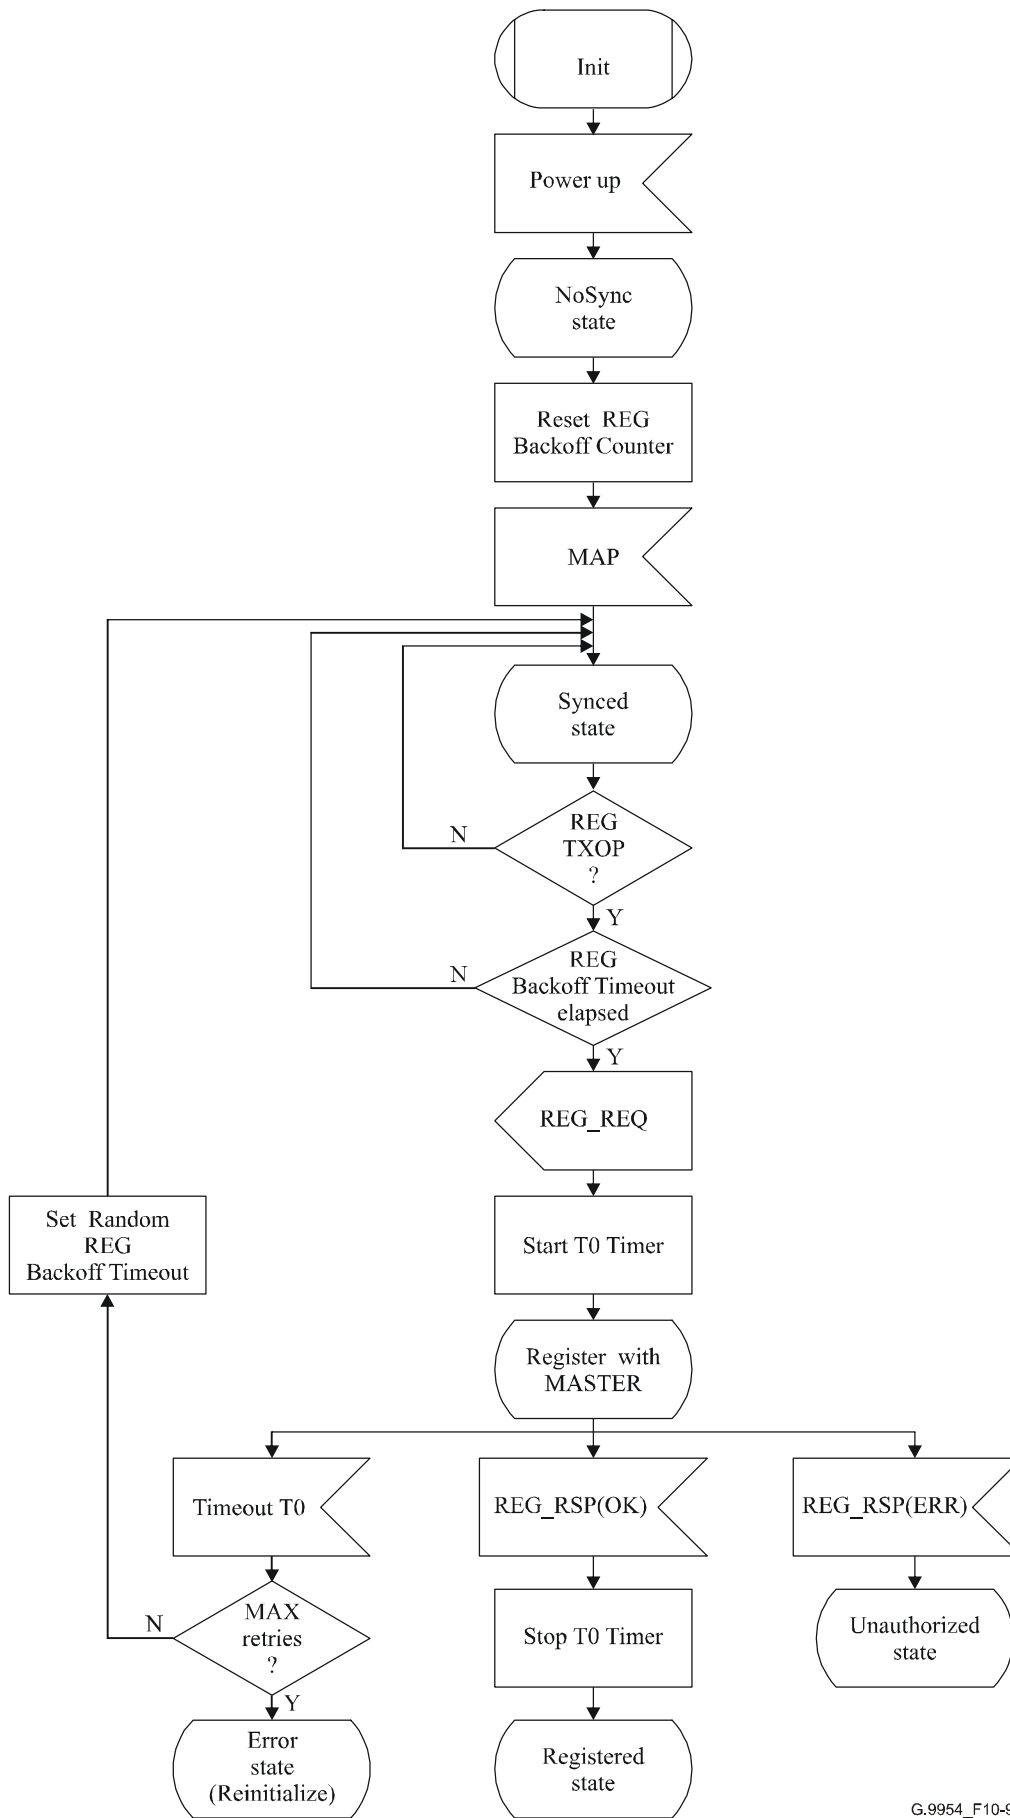 Init
Power up
NoSync
state
Reset REG
Backoff Counter
MAP
Synced
state
N
REG
TXOP
?
Y
N
REG
Backoff Timeout
elapsed
Y
REG_REQ
Set Random
REG
Backoff Timeout
Start T0 Timer
Register with
MASTER
Timeout T0
REG_RSP(OK)
REG_RSP(ERR)
N
MAX
retries
?
Y
Stop T0 Timer
Unauthorized
state
Error
state
(Reinitialize)
Registered
state
G.9954_F10-9